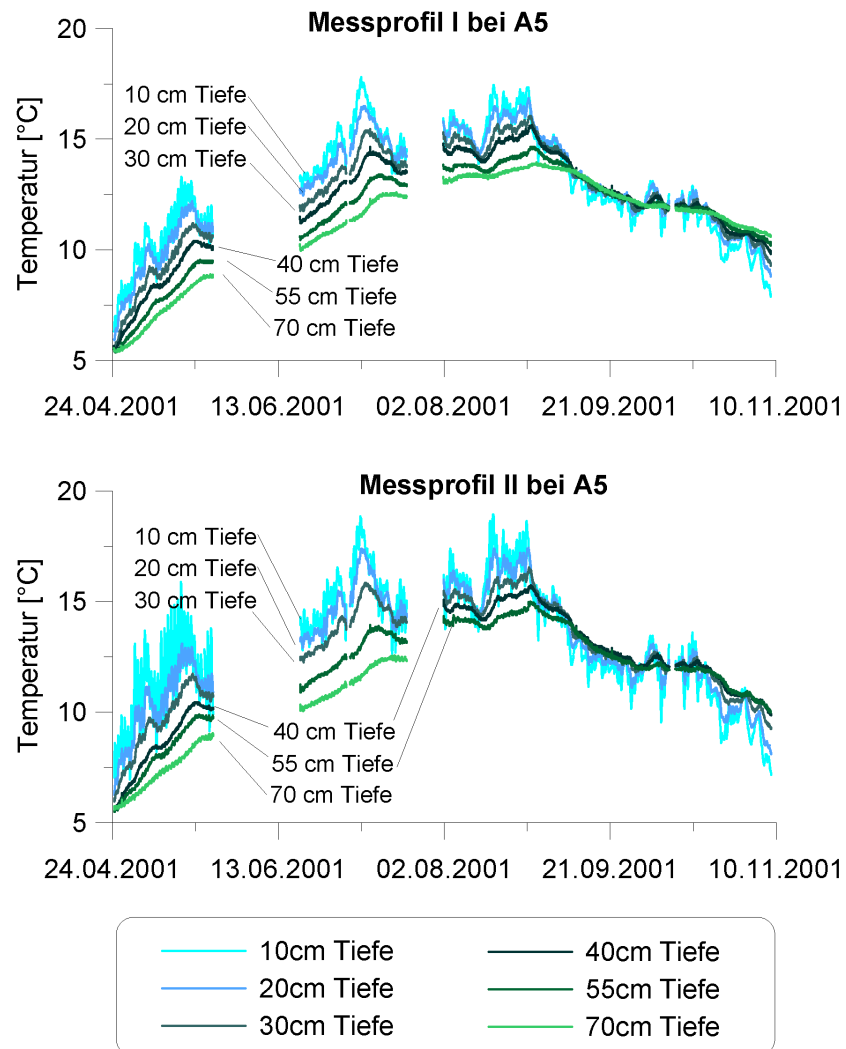 Messprofil I bei A5
20
15
10
5
Temperatur [°C]
10 cm Tiefe
20 cm Tiefe
30 cm Tiefe
40 cm Tiefe
55 cm Tiefe
70 cm Tiefe
24.04.2001 13.06.2001 02.08.2001 21.09.2001 10.11.2001
Messprofil II bei A5
20
15
10
5
Temperatur [°C]
10 cm Tiefe
20 cm Tiefe
30 cm Tiefe
40 cm Tiefe
55 cm Tiefe
70 cm Tiefe
24.04.2001 13.06.2001 02.08.2001 21.09.2001 10.11.2001
10cm Tiefe
20cm Tiefe
30cm Tiefe
40cm Tiefe
55cm Tiefe
70cm Tiefe